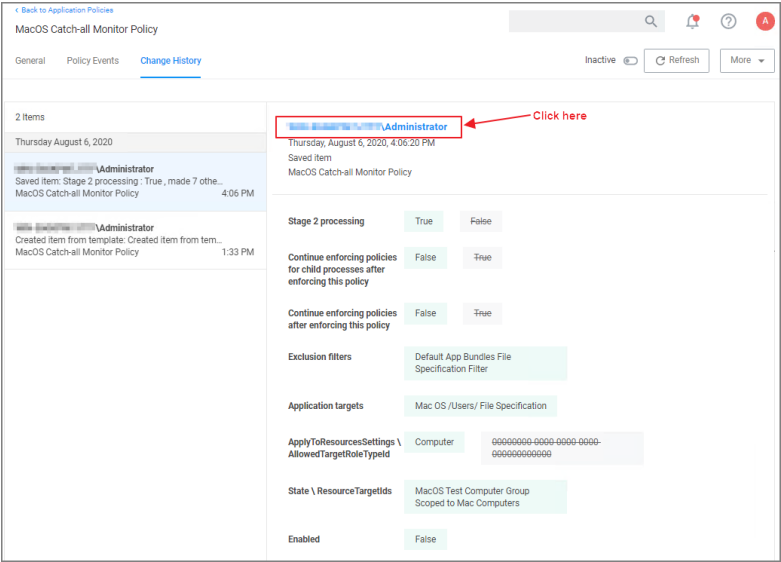 Back to Application Policies
MacOS Catch-all Monitor Policy
A
General Policy Events Change History
Inactive Refresh More
2 Items
Thursday August 6, 2020
\Administrator
Saved item: Stage 2 processing : True , made 7 othe...
MacOS Catch-all Monitor Policy 4:06 PM
\Administrator
Created item from template: Created item from tem...
MacOS Catch-all Monitor Policy 1:33 PM
\Administrator
Click here
Thursday, August 6, 2020, 4:06:20 PM
Saved item
MacOS Catch-all Monitor Policy
Stage 2 processing True False
Continue enforcing policies False True
for child processes after
enforcing this policy
Continue enforcing policies False True
after enforcing this policy
Exclusion filters Default App Bundles File
Specification Filter
Application targets Mac OS /Users/ File Specification
ApplyToResourcesSettings \ Computer 00000000-0000-0000-0000-
AllowedTargetRoleTypeId 000000000000
State \ ResourceTargetIds MacOS Test Computer Group
Scoped to Mac Computers
Enabled False